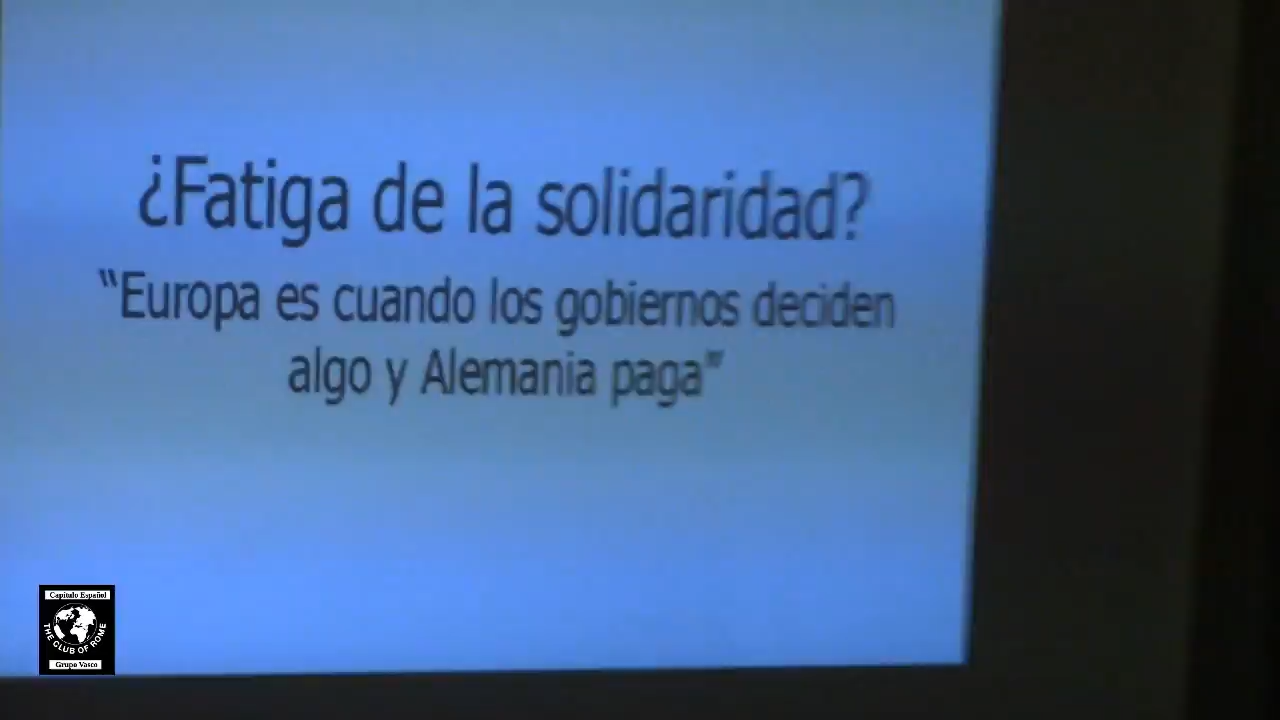 ¿Fatiga de la solidaridad?
“Europa es cuando los gobiernos deciden
algo y Alemania paga”
Capítulo Español
THE CLUB OF ROME
Grupo Vasco